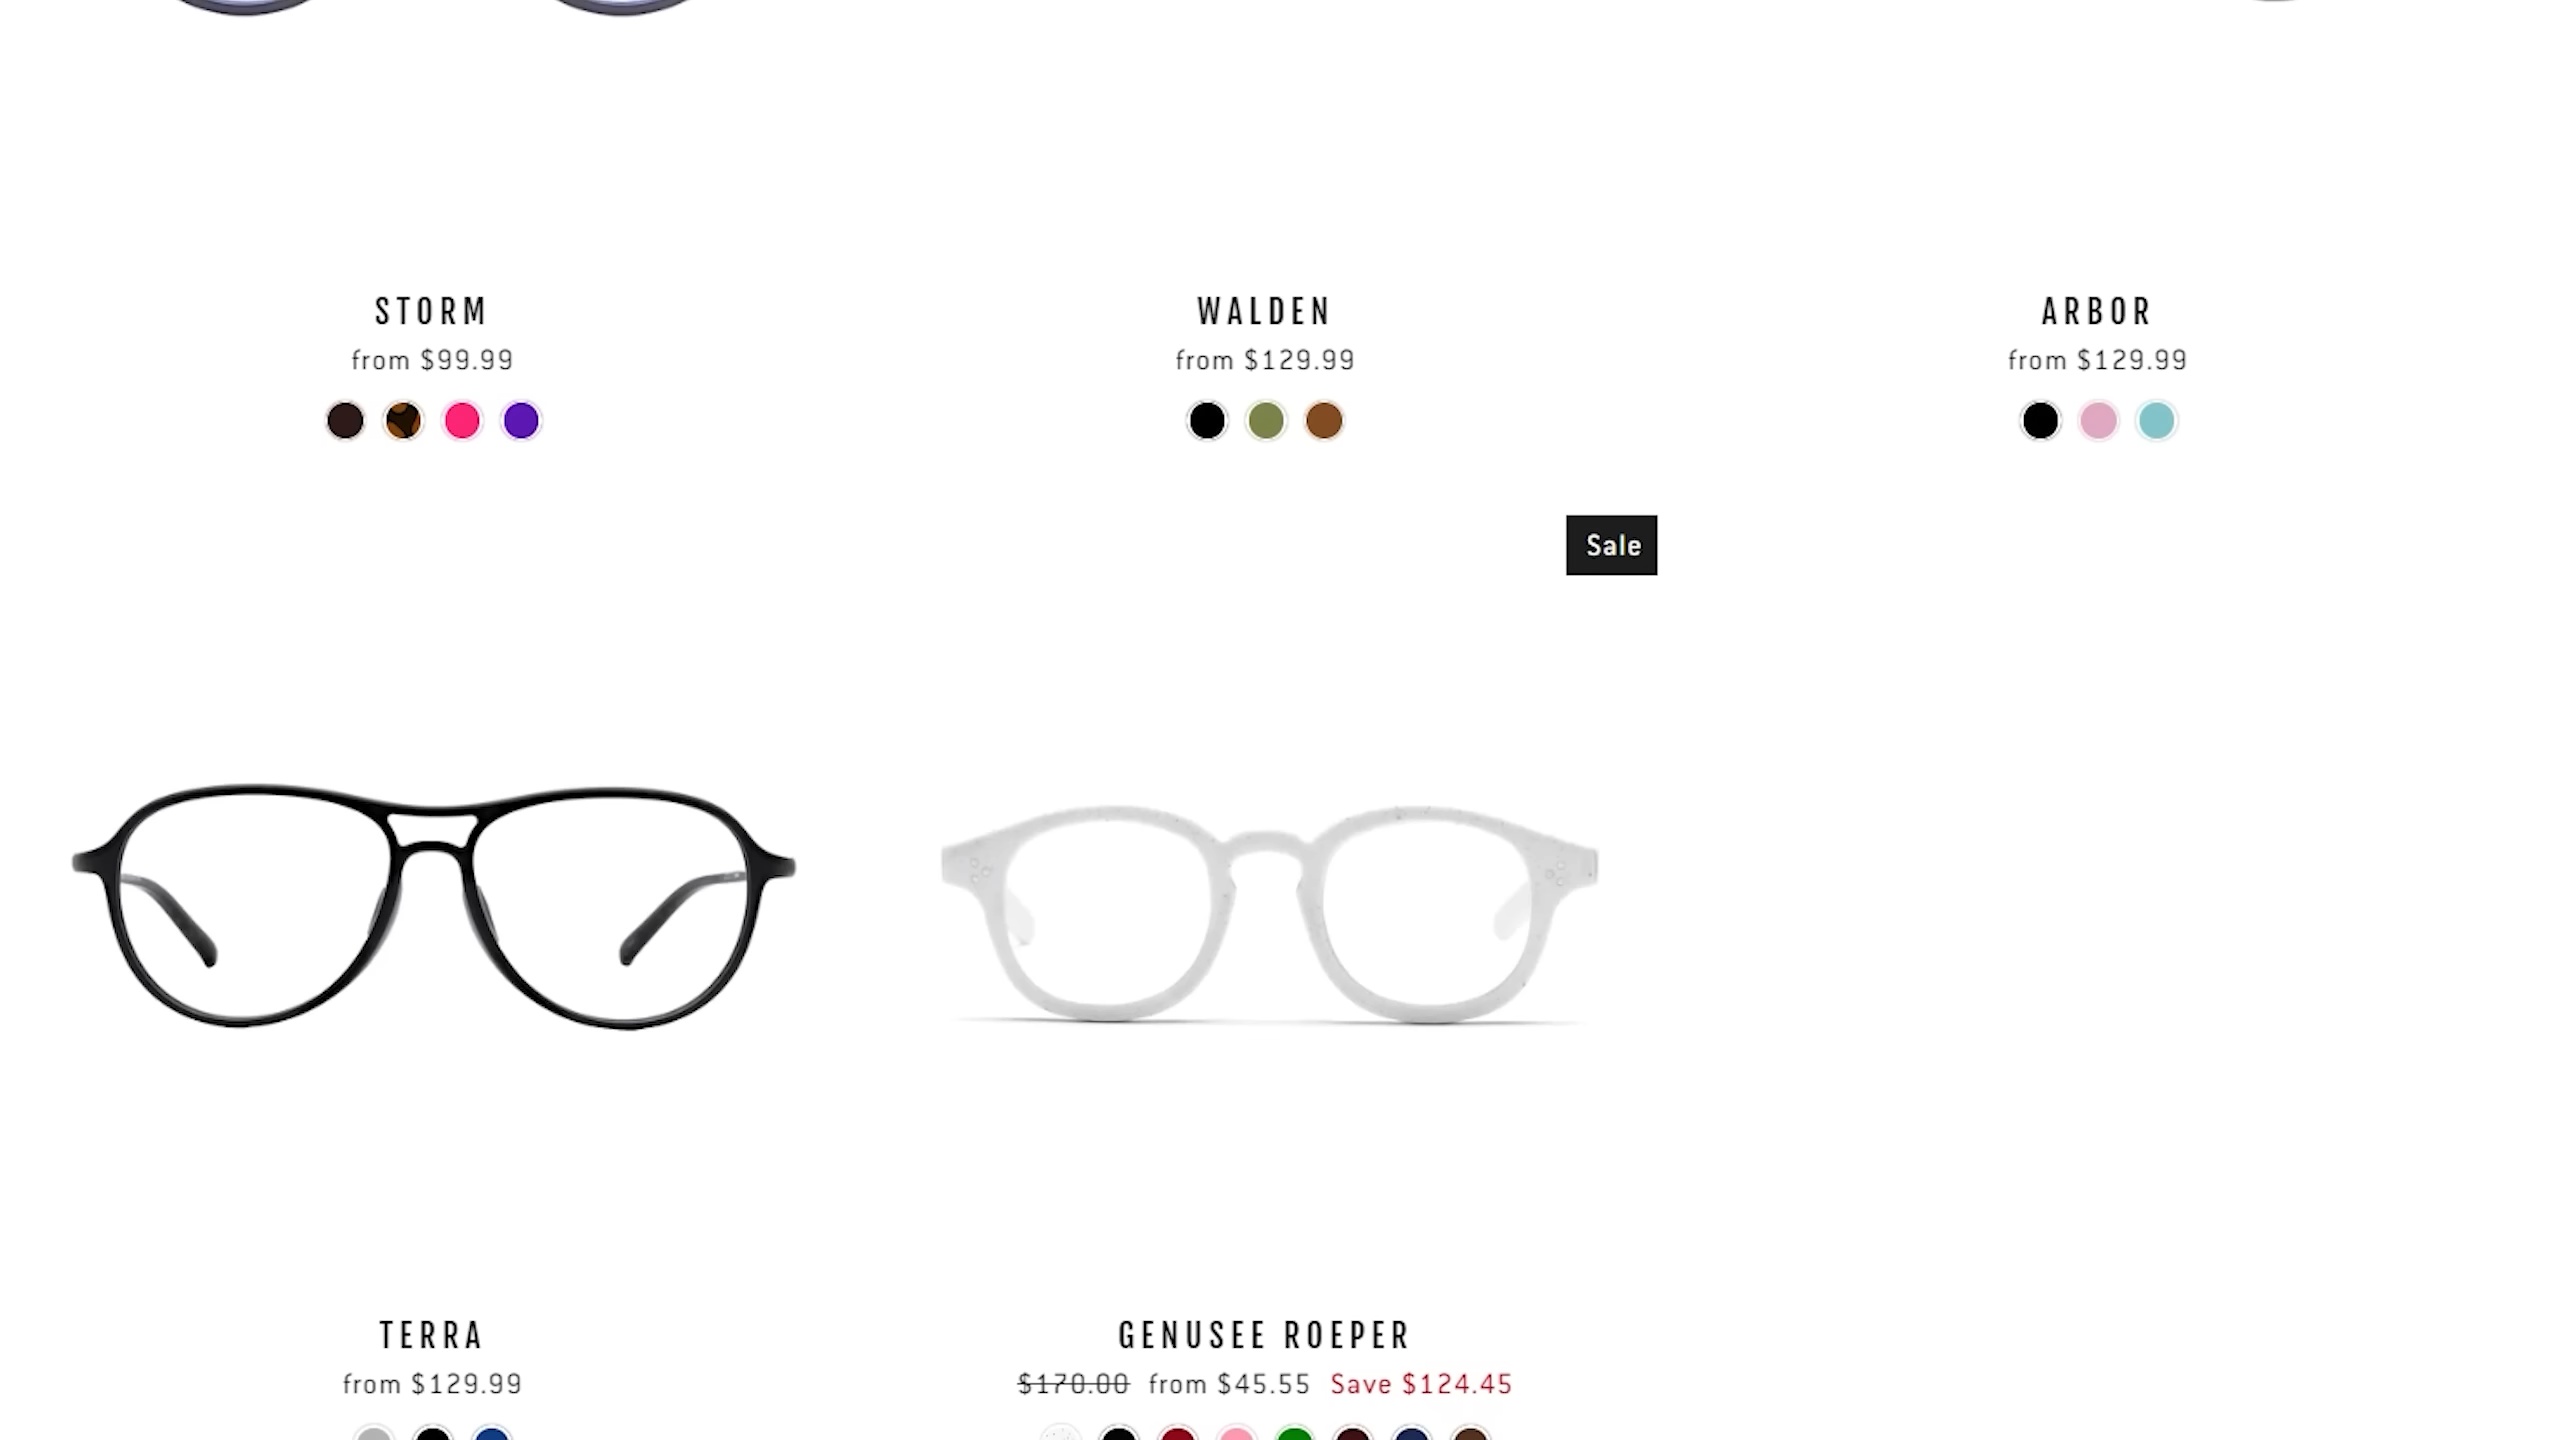 STORM
from $99.99
WALDEN
from $129.99
ARBOR
from $129.99
Sale
TERRA
from $129.99
GENUSEE ROEPER
$170.00 from $45.55 Save $124.45